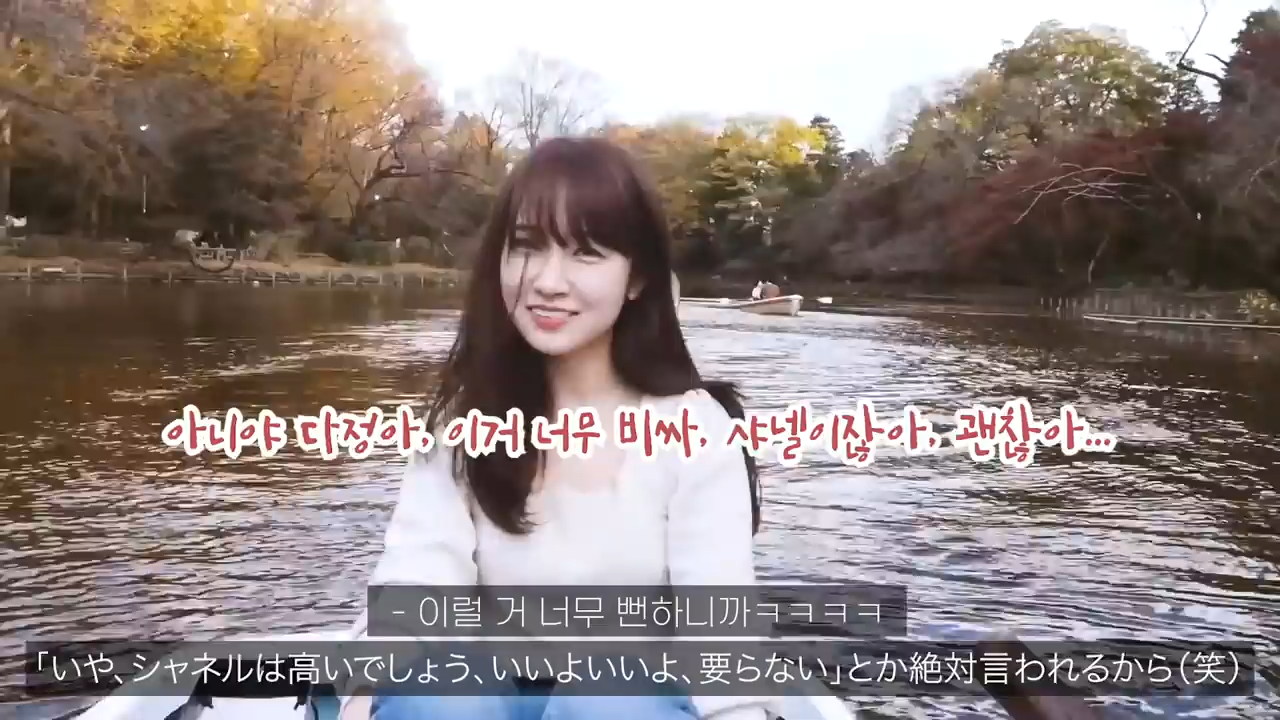 아니야 다정아, 이거 너무 비싸, 샤넬이잖아, 괜찮아...
- 이럴 거 너무 뻔하니까ㅋㅋㅋㅋ
「いや、シャネルは高いでしょう、いいよいいよ、要らない」とか絶対言われるから(笑)